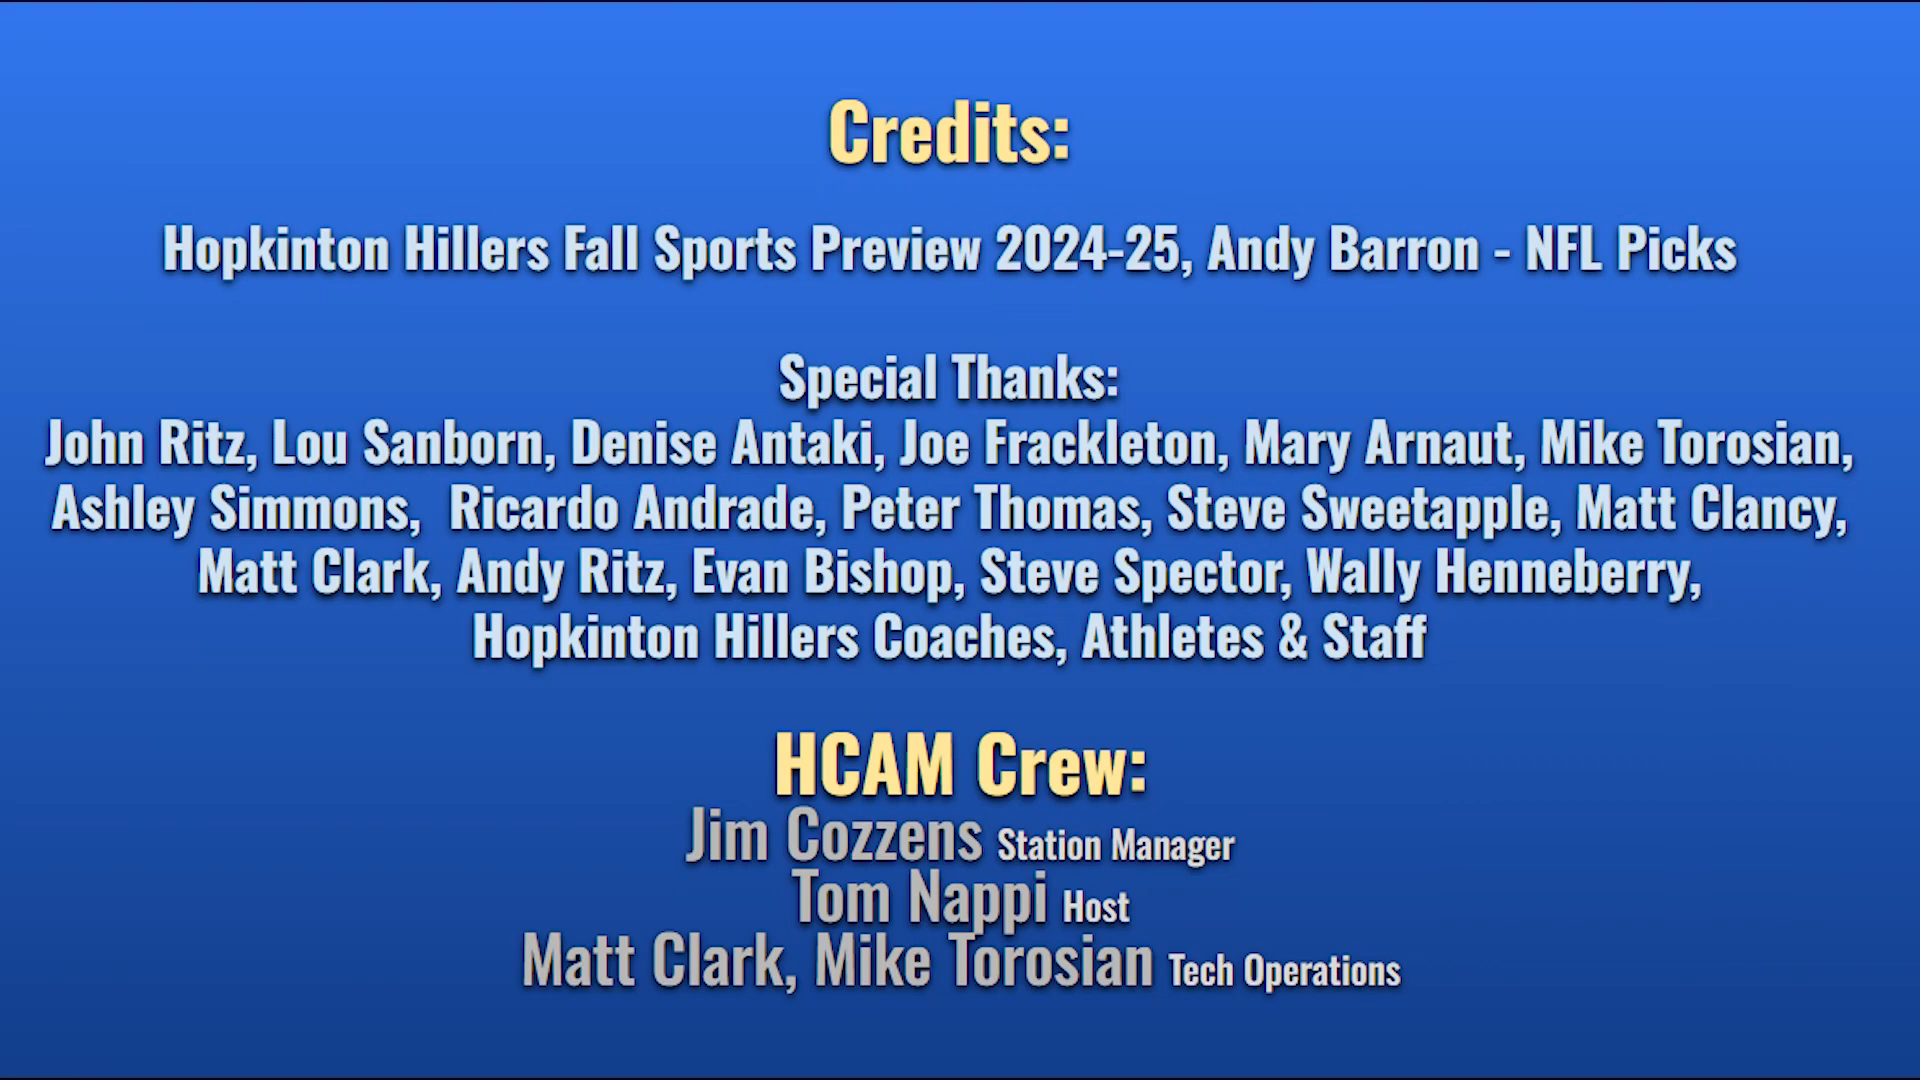 Credits:
Hopkinton Hillers Fall Sports Preview 2024-25, Andy Barron - NFL Picks
Special Thanks:
John Ritz, Lou Sanborn, Denise Antaki, Joe Frackleton, Mary Arnaut, Mike Torosian,
Ashley Simmons,  Ricardo Andrade, Peter Thomas, Steve Sweetapple, Matt Clancy,
Matt Clark, Andy Ritz, Evan Bishop, Steve Spector, Wally Henneberry,
Hopkinton Hillers Coaches, Athletes & Staff
HCAM Crew:
Jim Cozzens Station Manager
Tom Nappi Host
Matt Clark, Mike Torosian Tech Operations